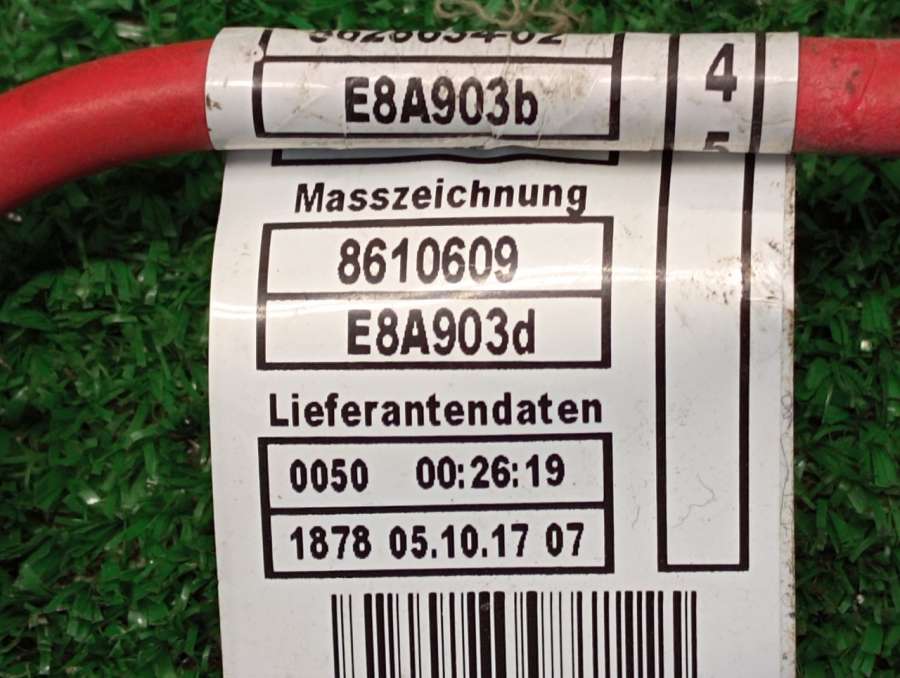 E8A903b
4
Masszeichnung
8610609
E8A903d
Lieferantendaten
0050 00:26:19
1878 05.10.17 07